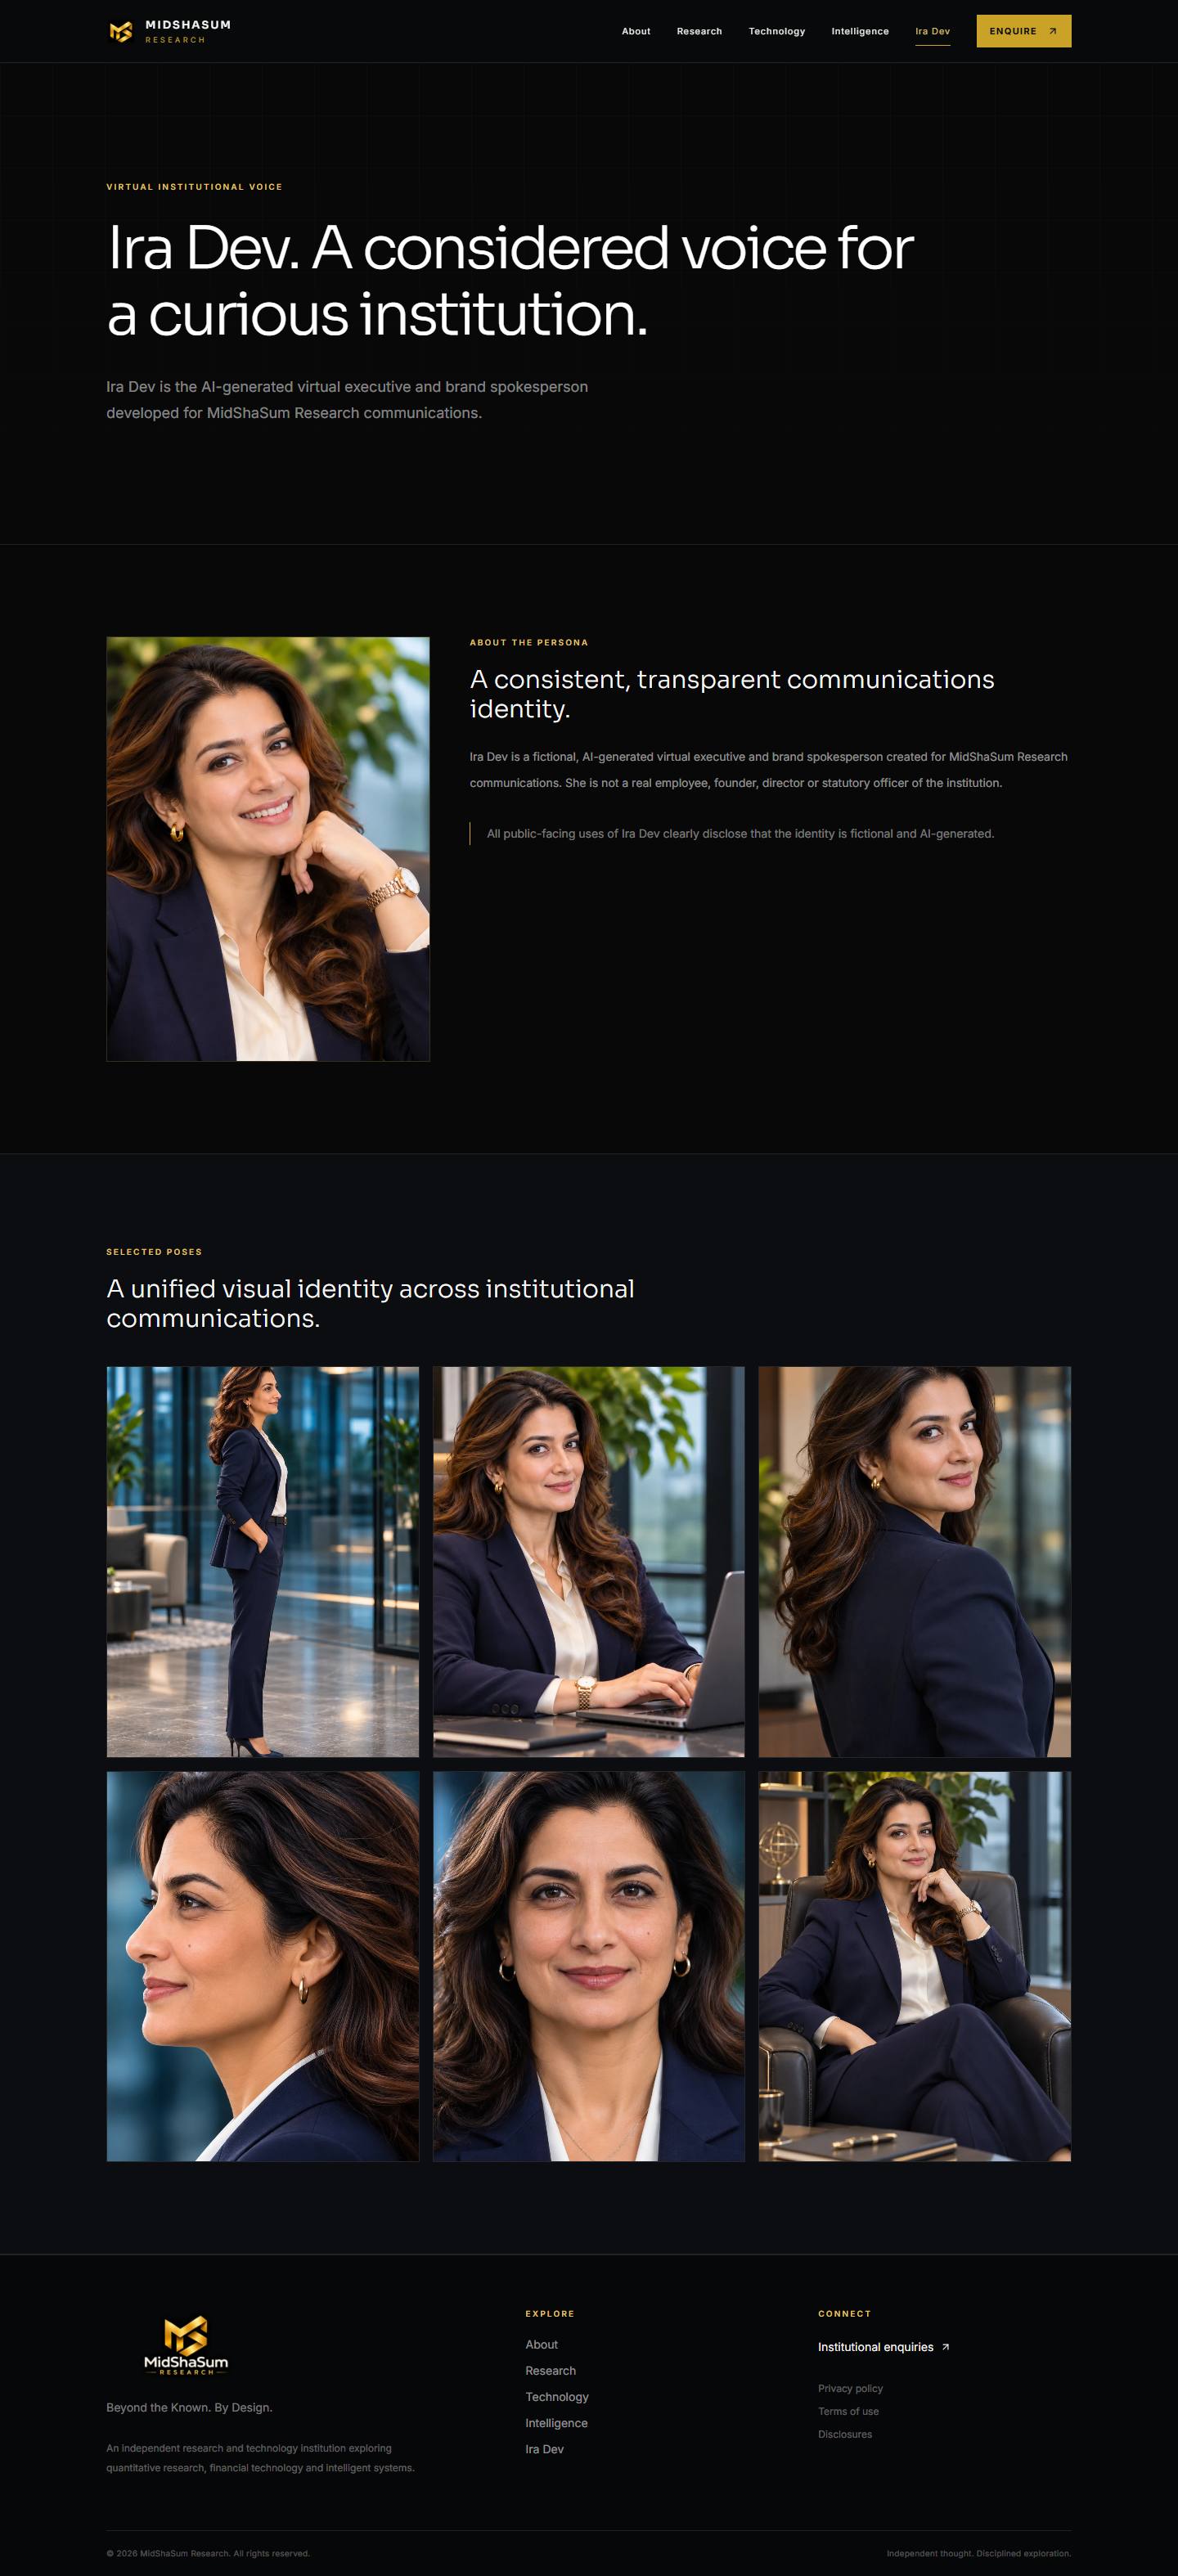 MIDSHASUM
RESEARCH
About
Research
Technology
Intelligence
Ira Dev
ENQUIRE
VIRTUAL INSTITUTIONAL VOICE
Ira Dev. A considered voice for
a curious institution.
Ira Dev is the AI-generated virtual executive and brand spokesperson
developed for MidShaSum Research communications.
ABOUT THE PERSONA
A consistent, transparent communications
identity.
Ira Dev is a fictional, AI-generated virtual executive and brand spokesperson created for MidShaSum Research
communications. She is not a real employee, founder, director or statutory officer of the institution.
All public-facing uses of Ira Dev clearly disclose that the identity is fictional and AI-generated.
SELECTED POSES
A unified visual identity across institutional
communications.
MidShaSum
RESEARCH
Beyond the Known. By Design.
An independent research and technology institution exploring
quantitative research, financial technology and intelligent systems.
EXPLORE
About
Research
Technology
Intelligence
Ira Dev
CONNECT
Institutional enquiries
Privacy policy
Terms of use
Disclosures
© 2026 MidShaSum Research. All rights reserved.
Independent thought. Disciplined exploration.